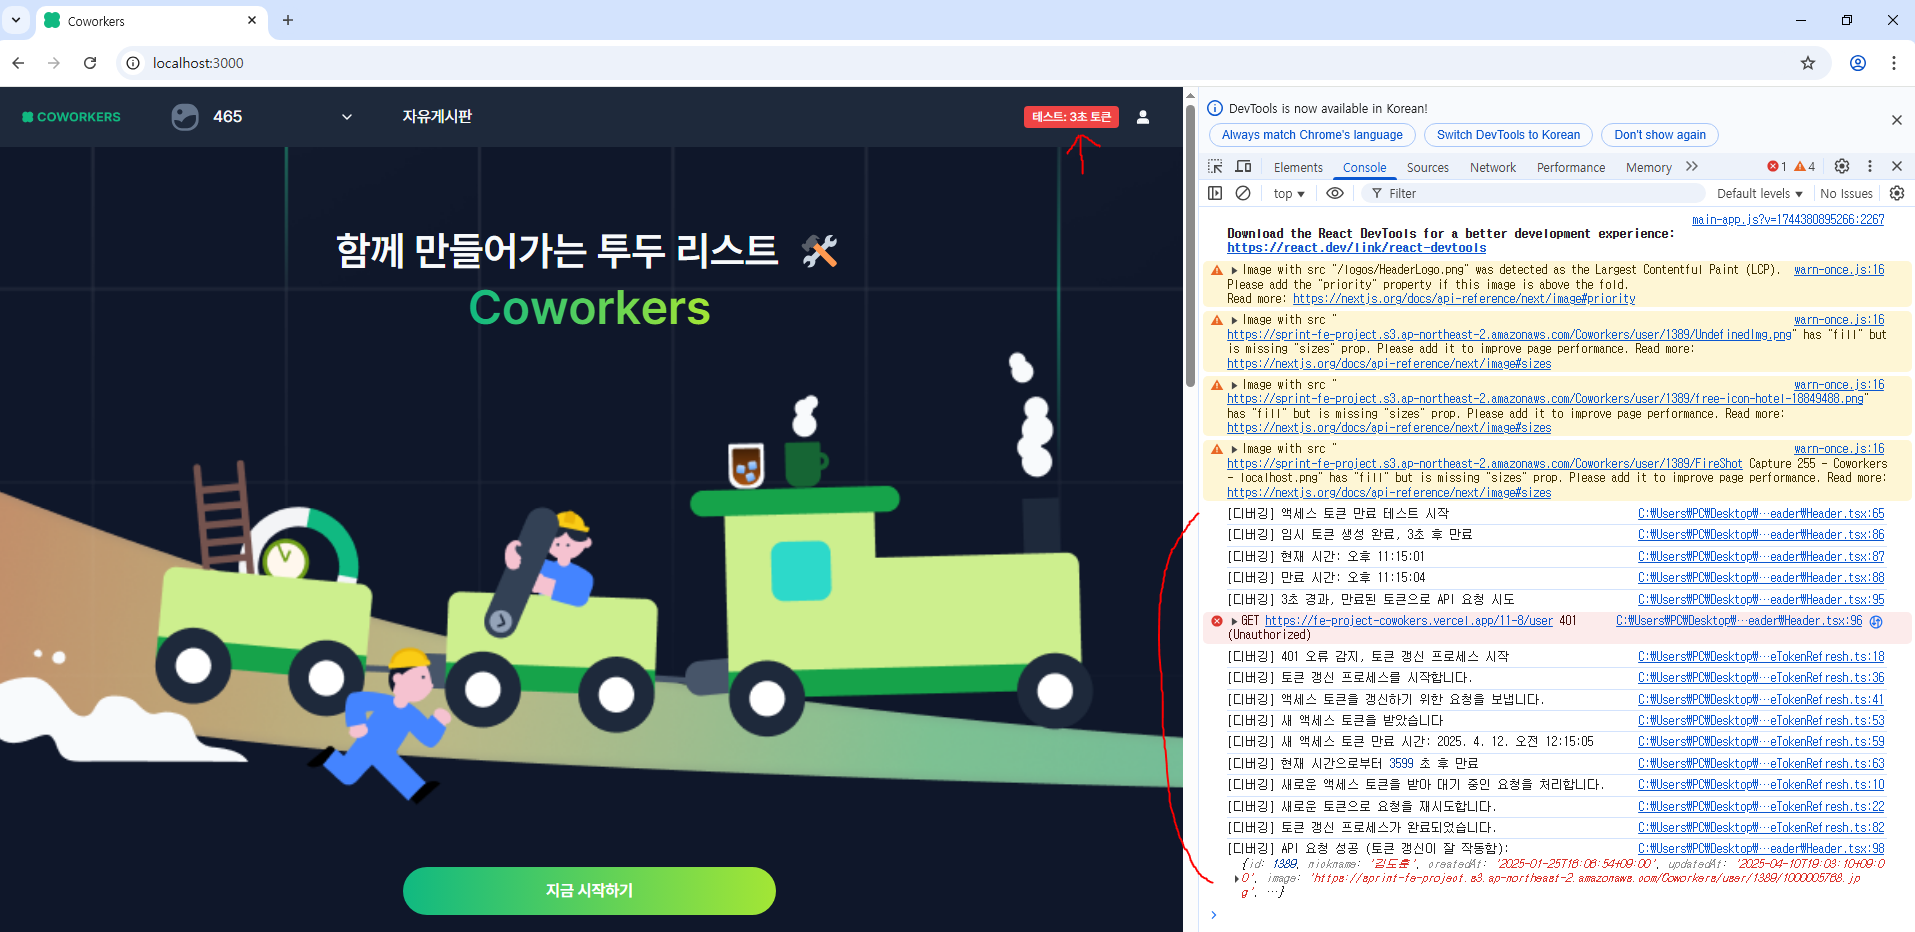 Coworkers
localhost:3000
COWORKERS
465
자유게시판
테스트: 3초 토큰
함께 만들어가는 투두 리스트
Coworkers
지금 시작하기
DevTools is now available in Korean!
Always match Chrome's language
Switch DevTools to Korean
Don't show again
Elements
Console
Sources
Network
Performance
Memory
1
4
top
Filter
Default levels
No Issues
main-app.js?v=1744380895266:2267
Download the React DevTools for a better development experience:
https://react.dev/link/react-devtools
Image with src "/logos/HeaderLogo.png" was detected as the Largest Contentful Paint (LCP). warn-once.js:16
Please add the "priority" property if this image is above the fold.
Read more: https://nextjs.org/docs/api-reference/next/image#priority
Image with src " warn-once.js:16
https://sprint-fe-project.s3.ap-northeast-2.amazonaws.com/Coworkers/user/1389/UndefinedImg.png" has "fill" but
is missing "sizes" prop. Please add it to improve page performance. Read more:
https://nextjs.org/docs/api-reference/next/image#sizes
Image with src " warn-once.js:16
https://sprint-fe-project.s3.ap-northeast-2.amazonaws.com/Coworkers/user/1389/free-icon-hotel-18849488.png"
has "fill" but is missing "sizes" prop. Please add it to improve page performance. Read more:
https://nextjs.org/docs/api-reference/next/image#sizes
Image with src " warn-once.js:16
https://sprint-fe-project.s3.ap-northeast-2.amazonaws.com/Coworkers/user/1389/FireShot Capture 255 - Coworkers
- localhost.png" has "fill" but is missing "sizes" prop. Please add it to improve page performance. Read more:
https://nextjs.org/docs/api-reference/next/image#sizes
[디버깅] 액세스 토큰 만료 테스트 시작 C:₩Users₩PC₩Desktop₩…eader₩Header.tsx:65
[디버깅] 임시 토큰 생성 완료, 3초 후 만료 C:₩Users₩PC₩Desktop₩…eader₩Header.tsx:86
[디버깅] 현재 시간: 오후 11:15:01 C:₩Users₩PC₩Desktop₩…eader₩Header.tsx:87
[디버깅] 만료 시간: 오후 11:15:04 C:₩Users₩PC₩Desktop₩…eader₩Header.tsx:88
[디버깅] 3초 경과, 만료된 토큰으로 API 요청 시도 C:₩Users₩PC₩Desktop₩…eader₩Header.tsx:95
GET https://fe-project-cowokers.vercel.app/11-8/user 401 C:₩Users₩PC₩Desktop₩…eader₩Header.tsx:96
(Unauthorized)
[디버깅] 401 오류 감지, 토큰 갱신 프로세스 시작 C:₩Users₩PC₩Desktop₩…eTokenRefresh.ts:18
[디버깅] 토큰 갱신 프로세스를 시작합니다. C:₩Users₩PC₩Desktop₩…eTokenRefresh.ts:36
[디버깅] 액세스 토큰을 갱신하기 위한 요청을 보냅니다. C:₩Users₩PC₩Desktop₩…eTokenRefresh.ts:41
[디버깅] 새 액세스 토큰을 받았습니다 C:₩Users₩PC₩Desktop₩…eTokenRefresh.ts:53
[디버깅] 새 액세스 토큰 만료 시간: 2025. 4. 12. 오전 12:15:05 C:₩Users₩PC₩Desktop₩…eTokenRefresh.ts:59
[디버깅] 현재 시간으로부터 3599 초 후 만료 C:₩Users₩PC₩Desktop₩…eTokenRefresh.ts:63
[디버깅] 새로운 액세스 토큰을 받아 대기 중인 요청을 처리합니다. C:₩Users₩PC₩Desktop₩…eTokenRefresh.ts:10
[디버깅] 새로운 토큰으로 요청을 재시도합니다. C:₩Users₩PC₩Desktop₩…eTokenRefresh.ts:22
[디버깅] 토큰 갱신 프로세스가 완료되었습니다. C:₩Users₩PC₩Desktop₩…eTokenRefresh.ts:82
[디버깅] API 요청 성공 (토큰 갱신이 잘 작동함): C:₩Users₩PC₩Desktop₩…eader₩Header.tsx:98
{id: 1389, nickname: '김도훈', createdAt: '2025-01-25T16:06:54+09:00', updatedAt: '2025-04-10T19:03:10+09:0
0', image: 'https://sprint-fe-project.s3.ap-northeast-2.amazonaws.com/Coworkers/user/1389/1000005768.jp
g', …}